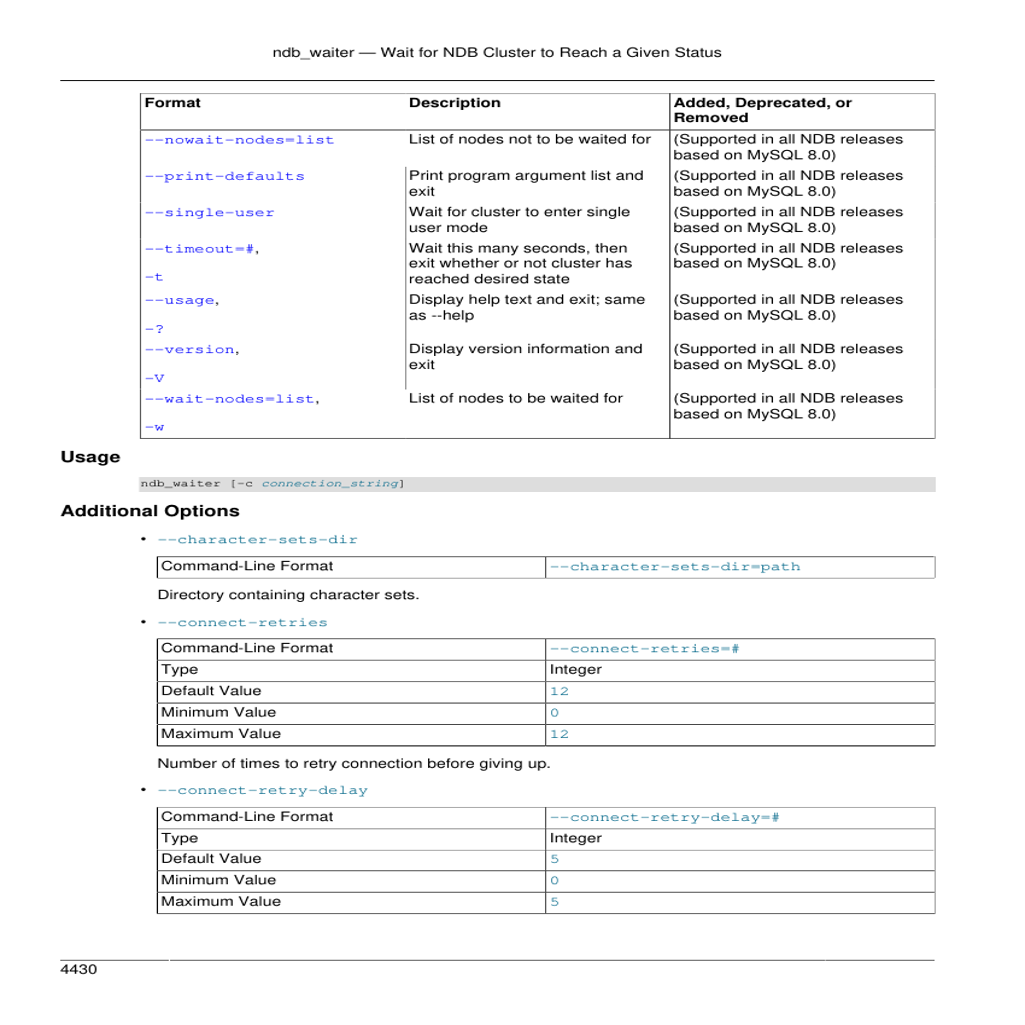 ndb_waiter — Wait for NDB Cluster to Reach a Given Status
Format Description Added, Deprecated, or
Removed
--nowait-nodes=list List of nodes not to be waited for (Supported in all NDB releases
based on MySQL 8.0)
--print-defaults Print program argument list and (Supported in all NDB releases
exit based on MySQL 8.0)
--single-user Wait for cluster to enter single (Supported in all NDB releases
user mode based on MySQL 8.0)
--timeout=#, Wait this many seconds, then (Supported in all NDB releases
exit whether or not cluster has based on MySQL 8.0)
-t reached desired state
--usage, Display help text and exit; same (Supported in all NDB releases
as --help based on MySQL 8.0)
-?
--version, Display version information and (Supported in all NDB releases
exit based on MySQL 8.0)
-V
--wait-nodes=list, List of nodes to be waited for (Supported in all NDB releases
based on MySQL 8.0)
-w
Usage
ndb_waiter [-c connection_string]
Additional Options
• --character-sets-dir
Command-Line Format --character-sets-dir=path
Directory containing character sets.
• --connect-retries
Command-Line Format --connect-retries=#
Type Integer
Default Value 12
Minimum Value 0
Maximum Value 12
Number of times to retry connection before giving up.
• --connect-retry-delay
Command-Line Format --connect-retry-delay=#
Type Integer
Default Value 5
Minimum Value 0
Maximum Value 5
4430